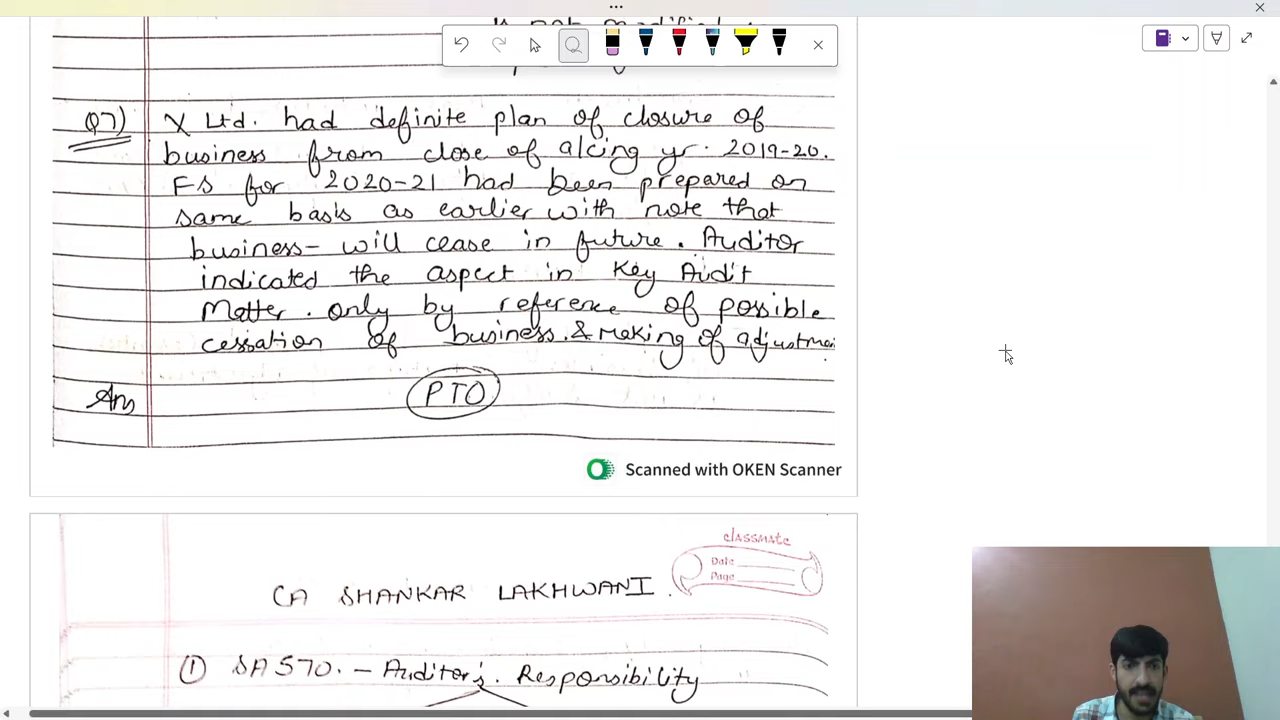 is not modified
Q7) X Ltd. had definite plan of closure of
business from close of a/cing yr. 2019-20.
FS for 2020-21 had been prepared on
same basis as earlier with note that
business- will cease in future. Auditor
indicated the aspect in Key Audit
Matter. only by reference of possible
cessation of business. & making of adjustmen
Ans PTO
Scanned with OKEN Scanner
classmate
Date
Page
CA SHANKAR LAKHWANI.
① SA 570. - Auditor's. Responsibility